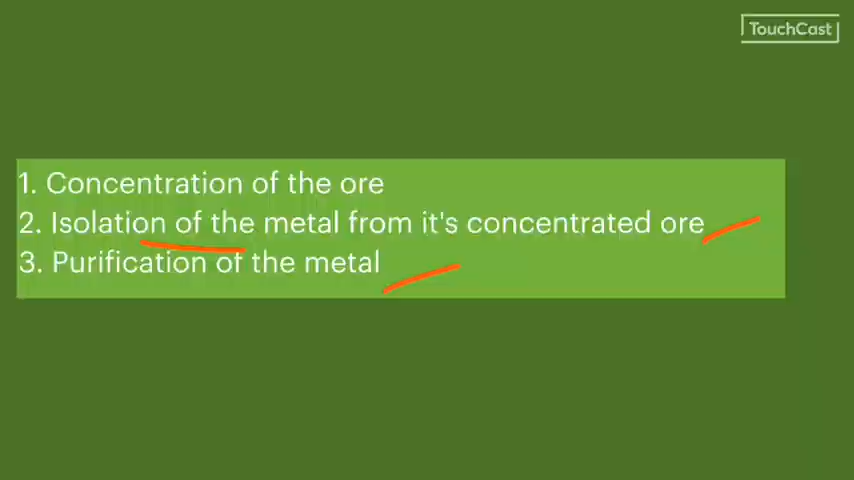 TouchCast
1. Concentration of the ore
2. Isolation of the metal from it's concentrated ore
3. Purification of the metal